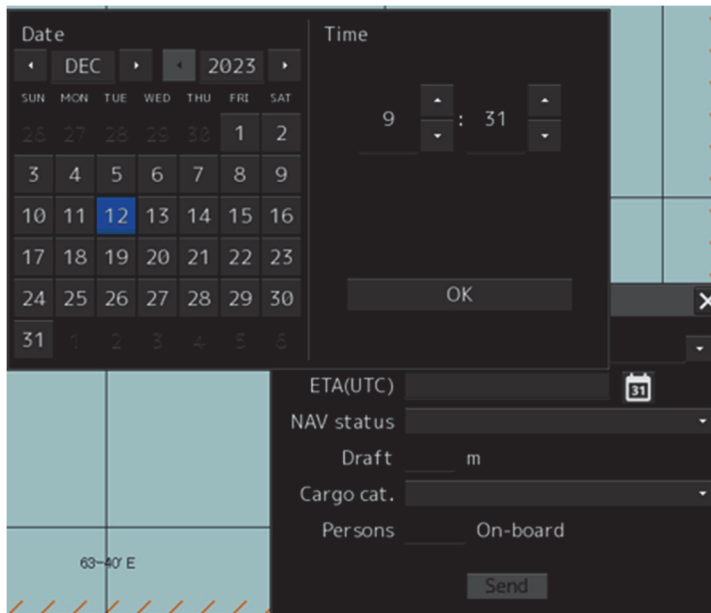 Date
DEC 2023
SUN MON TUE WED THU FRI SAT
26 27 28 29 30 1 2
3 4 5 6 7 8 9
10 11 12 13 14 15 16
17 18 19 20 21 22 23
24 25 26 27 28 29 30
31 1 2 3 4 5 6
Time
9 : 31
OK
ETA(UTC)
31
NAV status
Draft m
Cargo cat.
Persons On-board
Send
63-40' E